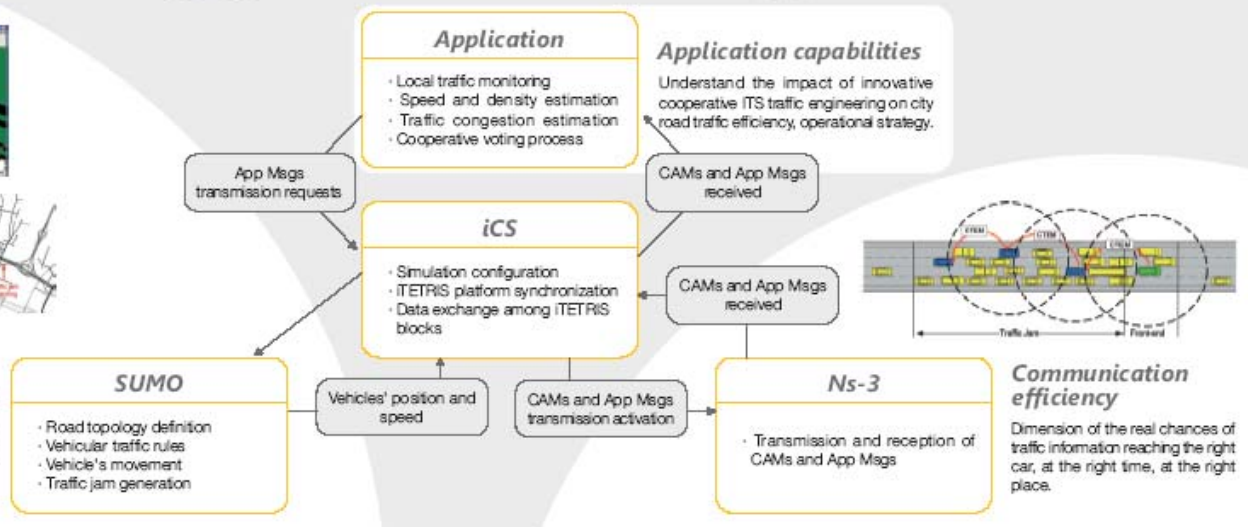 Application
· Local traffic monitoring
· Speed and density estimation
· Traffic congestion estimation
· Cooperative voting process
Application capabilities
Understand the impact of innovative
cooperative ITS traffic engineering on city
road traffic efficiency, operational strategy.
App Msgs
transmission requests
CAMs and App Msgs
received
iCS
· Simulation configuration
· iTETRIS platform synchronization
· Data exchange among iTETRIS
blocks
CAMs and App Msgs
received
SUMO
· Road topology definition
· Vehicular traffic rules
· Vehicle's movement
· Traffic jam generation
Vehicles' position and
speed
CAMs and App Msgs
transmission activation
Ns-3
· Transmission and reception of
CAMs and App Msgs
Traffic Jam
Front-end
Communication
efficiency
Dimension of the real chances of
traffic information reaching the right
car, at the right time, at the right
place.